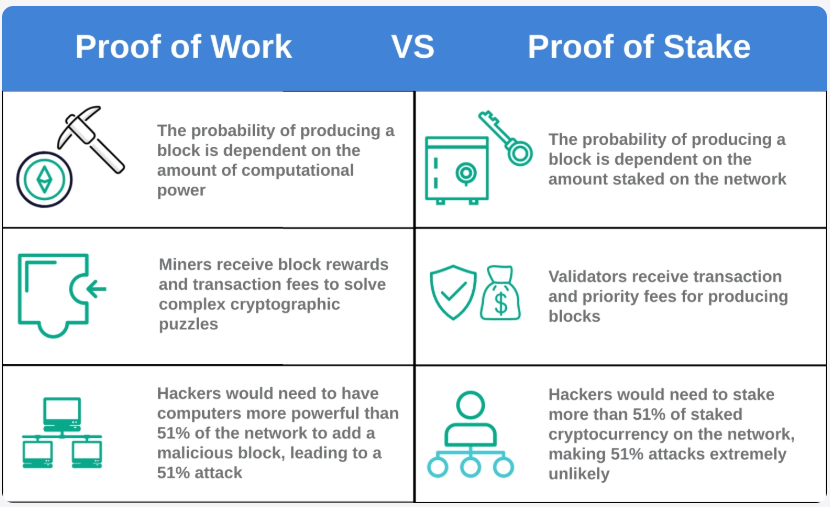 Proof of Work VS Proof of Stake
The probability of producing a
block is dependent on the
amount of computational
power
The probability of producing a
block is dependent on the
amount staked on the network
Miners receive block rewards
and transaction fees to solve
complex cryptographic
puzzles
Validators receive transaction
and priority fees for producing
blocks
$
Hackers would need to have
computers more powerful than
51% of the network to add a
malicious block, leading to a
51% attack
Hackers would need to stake
more than 51% of staked
cryptocurrency on the network,
making 51% attacks extremely
unlikely